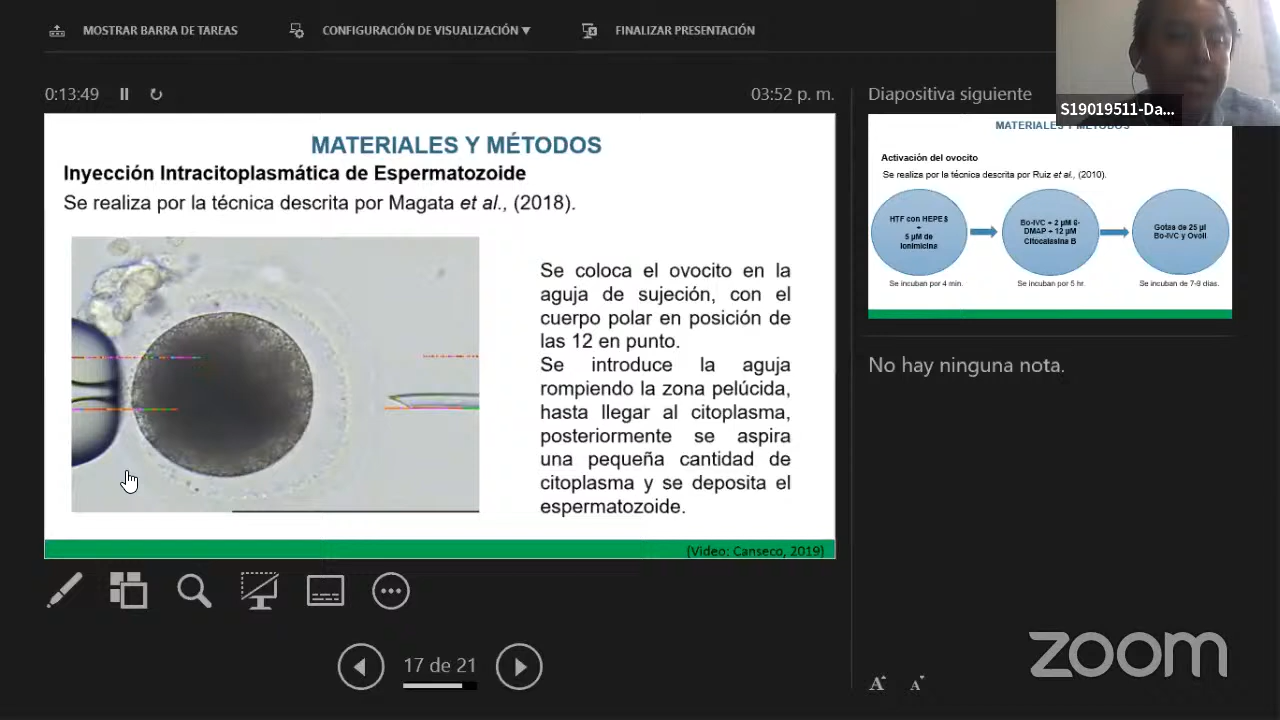 MOSTRAR BARRA DE TAREAS
CONFIGURACIÓN DE VISUALIZACIÓN ▼
FINALIZAR PRESENTACIÓN
0:13:49
03:52 p. m.
Diapositiva siguiente
S19019511-Da...
MATERIALES Y MÉTODOS
Inyección Intracitoplasmática de Espermatozoide
Se realiza por la técnica descrita por Magata et al., (2018).
Se coloca el ovocito en la
aguja de sujeción, con el
cuerpo polar en posición de
las 12 en punto.
Se introduce la aguja
rompiendo la zona pelúcida,
hasta llegar al citoplasma,
posteriormente se aspira
una pequeña cantidad de
citoplasma y se deposita el
espermatozoide.
(Video: Canseco, 2019)
MATERIALES Y MÉTODOS
Activación del ovocito
Se realiza por la técnica descrita por Ruiz et al., (2010).
HTF con HEPES
+
5 µM de
Ionimicina
Bo-IVC + 2 µM 6-
DMAP + 12 µM
Citocalasina B
Gotas de 25 µl
Bo-IVC y Ovoil
Se incuban por 4 min.
Se incuban por 5 hr.
Se incuban de 7-9 días.
No hay ninguna nota.
17 de 21
zoom
A
A